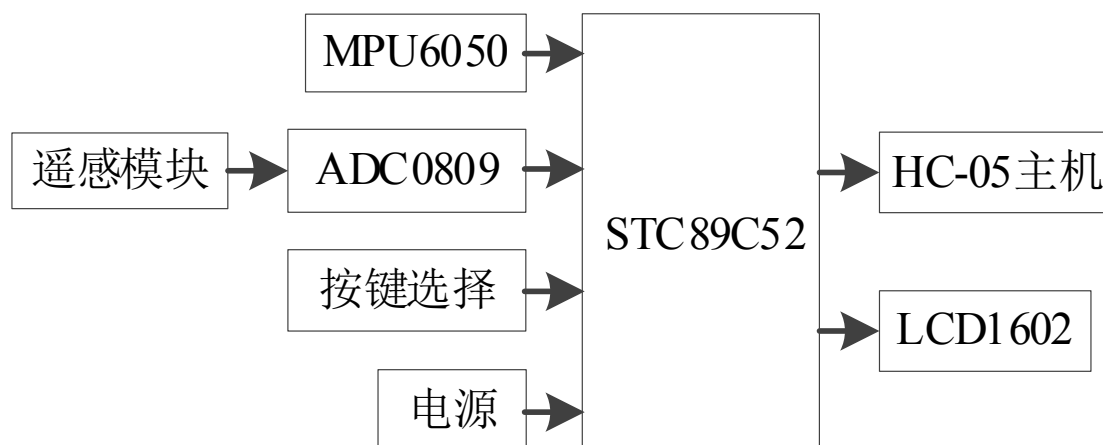 MPU6050
遥感模块
ADC0809
按键选择
电源
STC89C52
HC-05主机
LCD1602